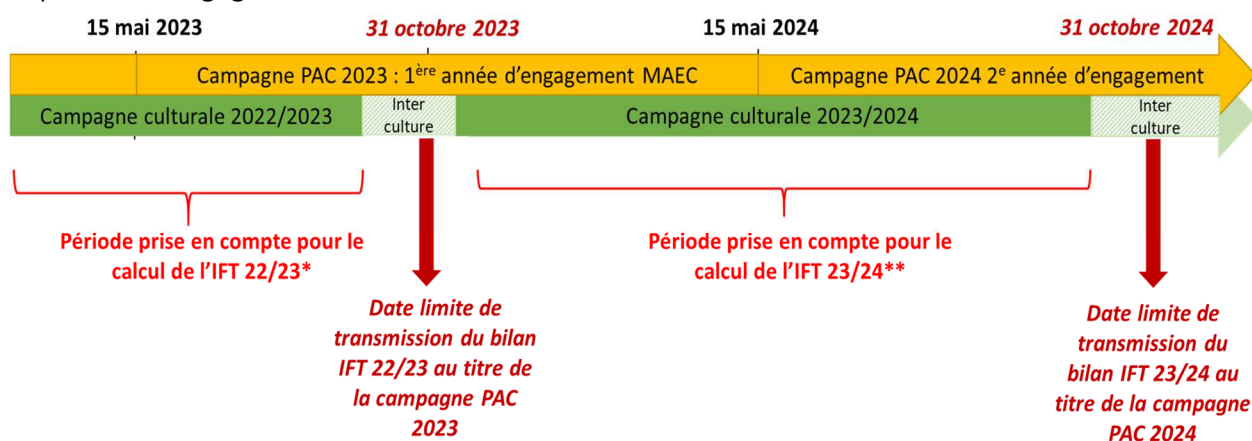 15 mai 2023
31 octobre 2023
15 mai 2024
31 octobre 2024
Campagne PAC 2023 : 1ère année d'engagement MAEC
Campagne PAC 2024 2e année d'engagement
Campagne culturale 2022/2023
Inter
culture
Campagne culturale 2023/2024
Inter
culture
Période prise en compte pour le
calcul de l'IFT 22/23*
Période prise en compte pour le
calcul de l'IFT 23/24**
Date limite de
transmission du bilan
IFT 22/23 au titre de
la campagne PAC
2023
Date limite de
transmission du
bilan IFT 23/24 au
titre de la campagne
PAC 2024